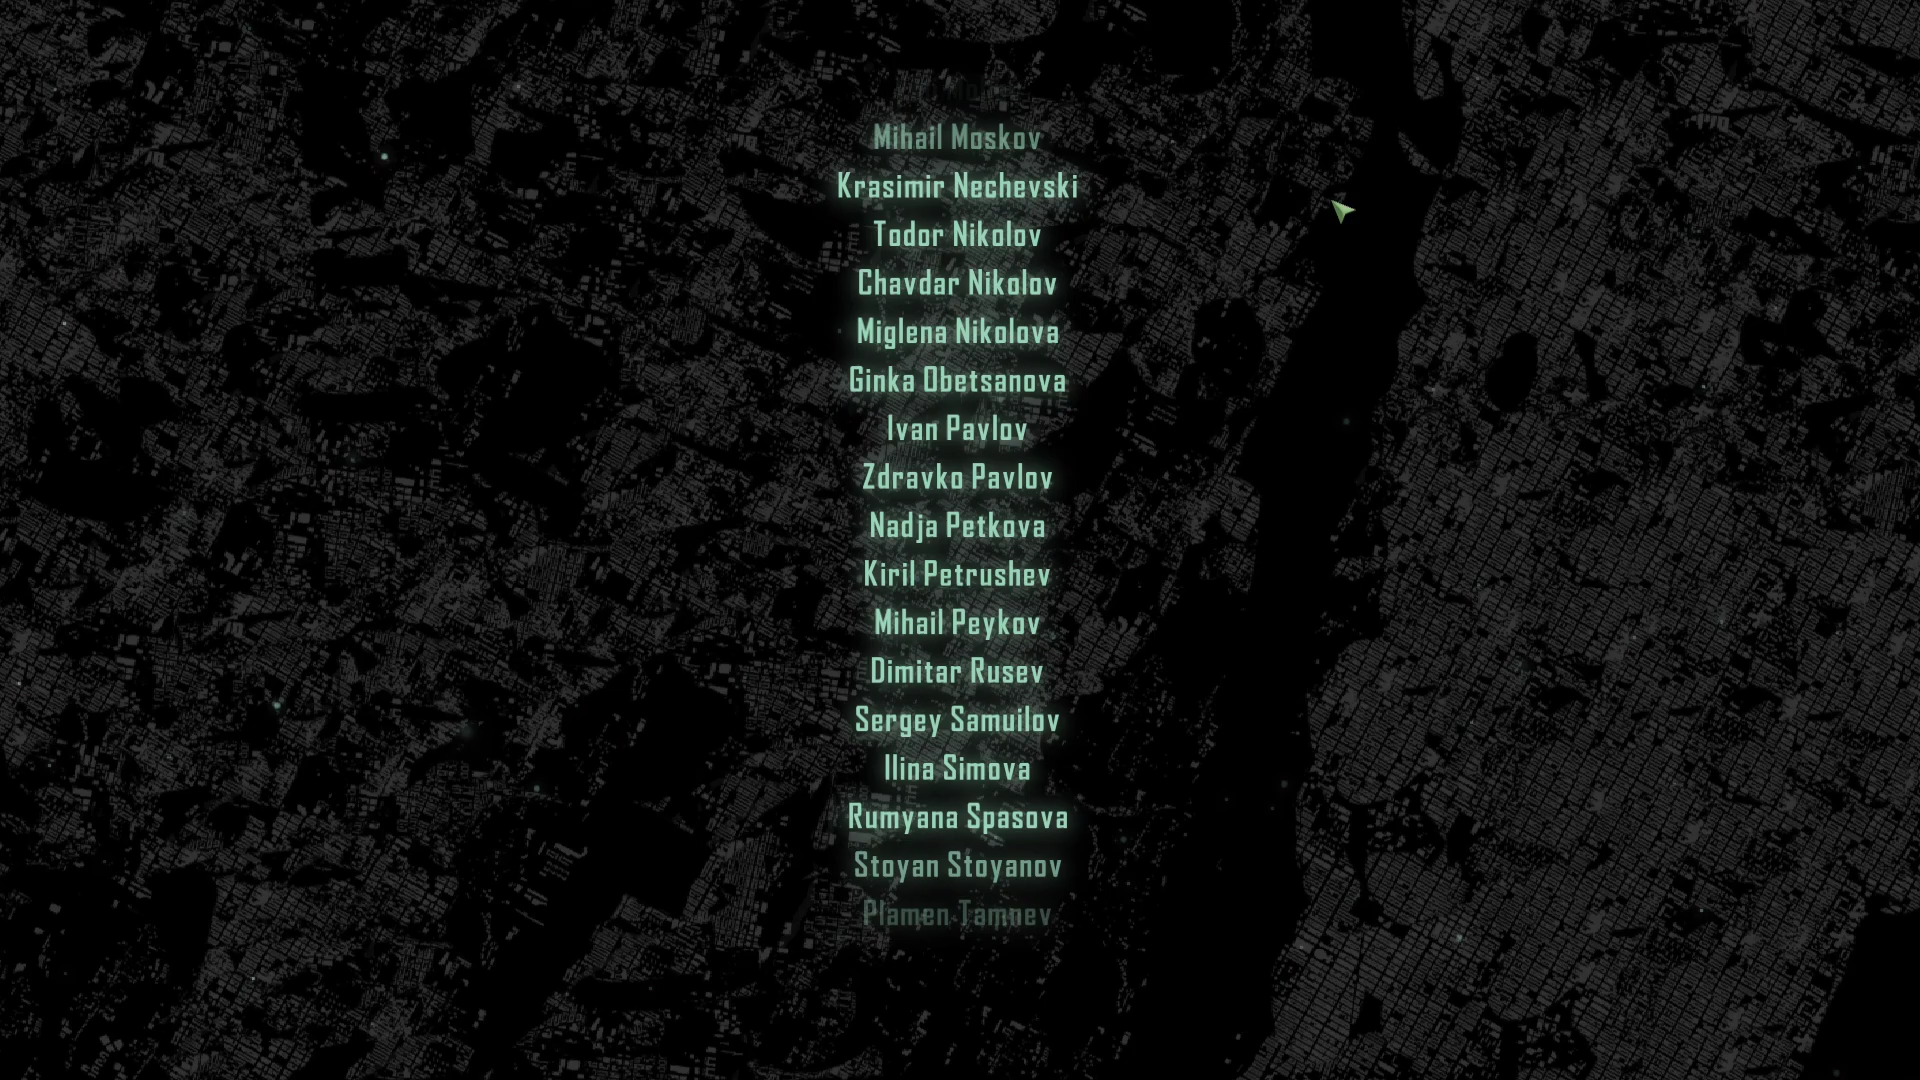 Mihail Moskov
Krasimir Nechevski
Todor Nikolov
Chavdar Nikolov
Miglena Nikolova
Ginka Obetsanova
Ivan Pavlov
Zdravko Pavlov
Nadja Petkova
Kiril Petrushev
Mihail Peykov
Dimitar Rusev
Sergey Samuilov
Ilina Simova
Rumyana Spasova
Stoyan Stoyanov
Plamen Tamnev